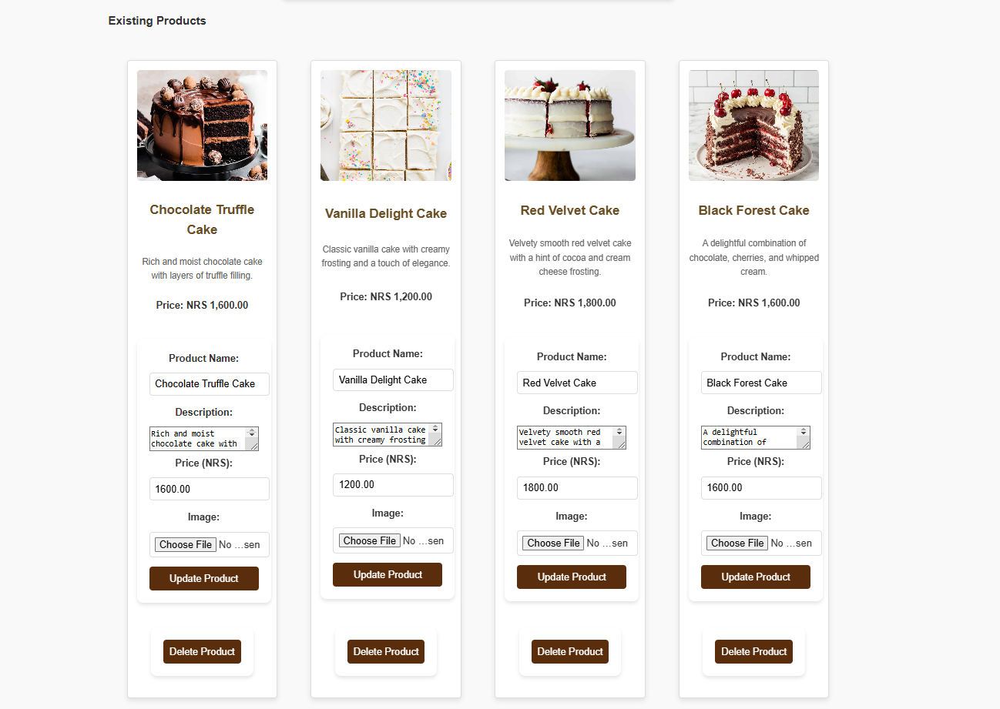 Existing Products
Chocolate Truffle
Cake
Rich and moist chocolate cake
with layers of truffle filling.
Price: NRS 1,600.00
Product Name:
Chocolate Truffle Cake
Description:
Rich and moist
chocolate cake with
Price (NRS):
1600.00
Image:
Choose File No ...sen
Update Product
Delete Product
Vanilla Delight Cake
Classic vanilla cake with creamy
frosting and a touch of elegance.
Price: NRS 1,200.00
Product Name:
Vanilla Delight Cake
Description:
Classic vanilla cake
with creamy frosting
Price (NRS):
1200.00
Image:
Choose File No ...sen
Update Product
Delete Product
Red Velvet Cake
Velvety smooth red velvet cake
with a hint of cocoa and cream
cheese frosting.
Price: NRS 1,800.00
Product Name:
Red Velvet Cake
Description:
Velvety smooth red
velvet cake with a
Price (NRS):
1800.00
Image:
Choose File No ...sen
Update Product
Delete Product
Black Forest Cake
A delightful combination of
chocolate, cherries, and whipped
cream.
Price: NRS 1,600.00
Product Name:
Black Forest Cake
Description:
A delightful
combination of
Price (NRS):
1600.00
Image:
Choose File No ...sen
Update Product
Delete Product